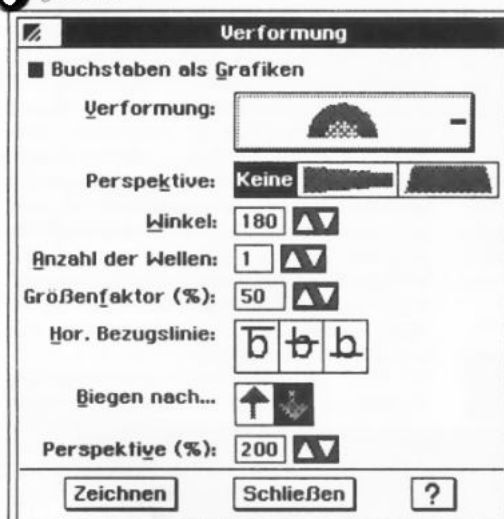 Verformung
Buchstaben als Grafiken
Verformung:
Perspektive: Keine
Winkel: 180
Anzahl der Wellen: 1
Größenfaktor (%): 50
Hor. Bezugslinie: b b b
Biegen nach...
Perspektive (%): 200
Zeichnen Schließen ?